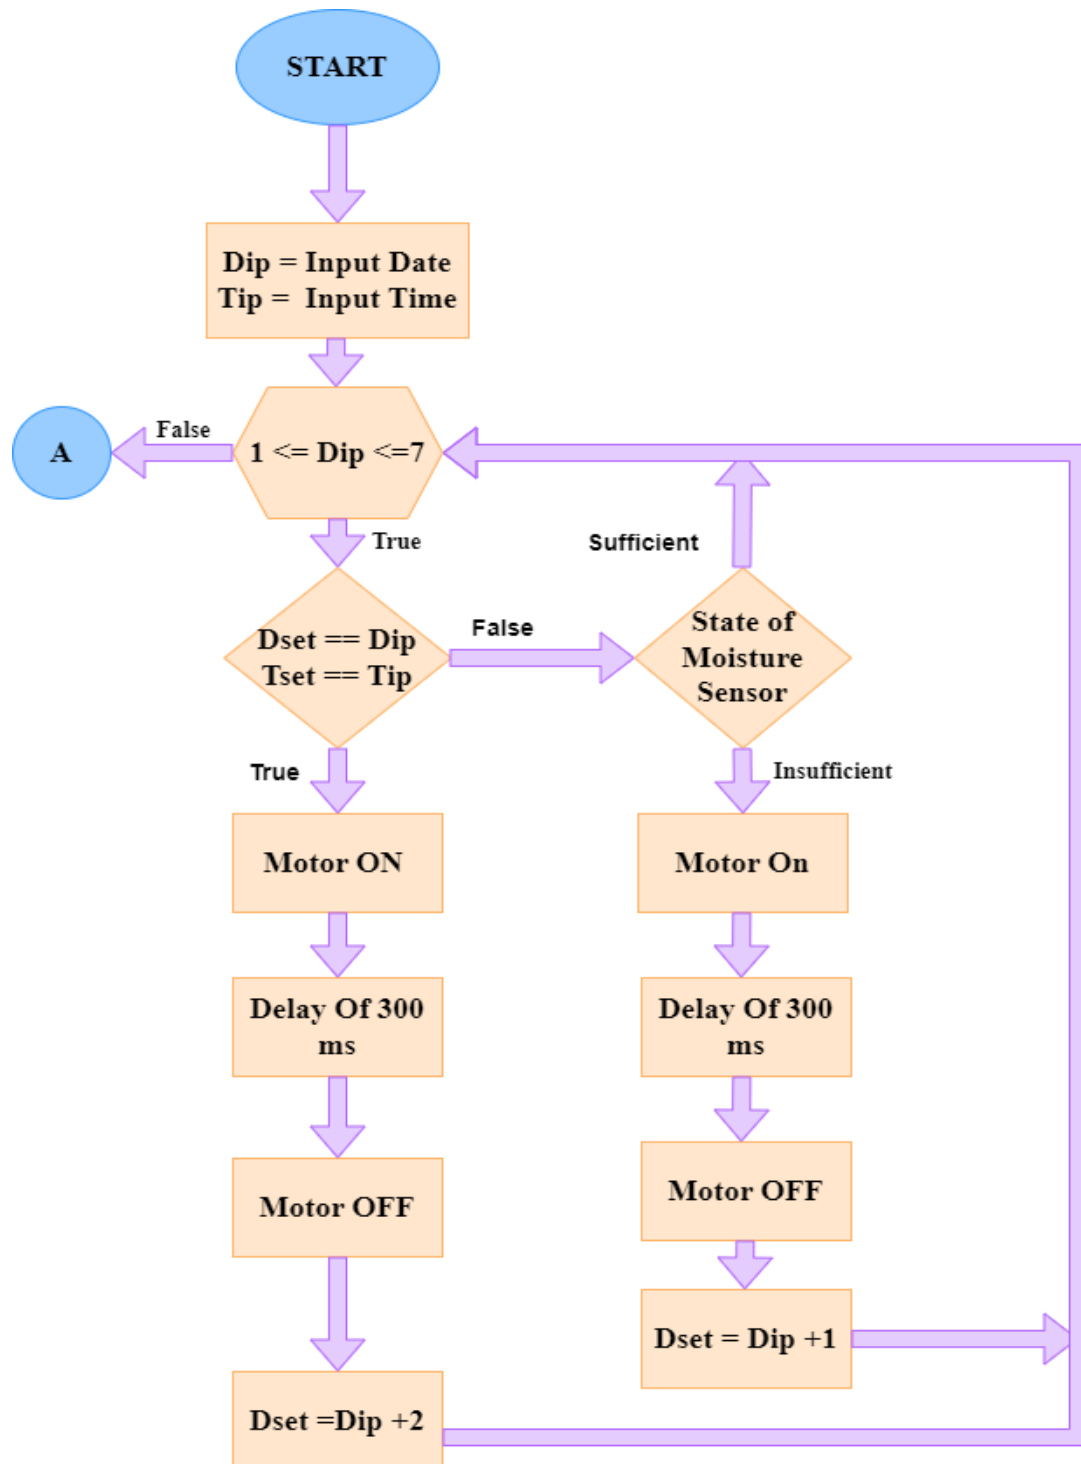 START
Dip = Input Date
Tip =  Input Time
False
A
1 <= Dip <=7
True
Sufficient
Dset == Dip
Tset == Tip
False
State of
Moisture
Sensor
True
Insufficient
Motor ON
Motor On
Delay Of 300
ms
Delay Of 300
ms
Motor OFF
Motor OFF
Dset = Dip +1
Dset =Dip +2